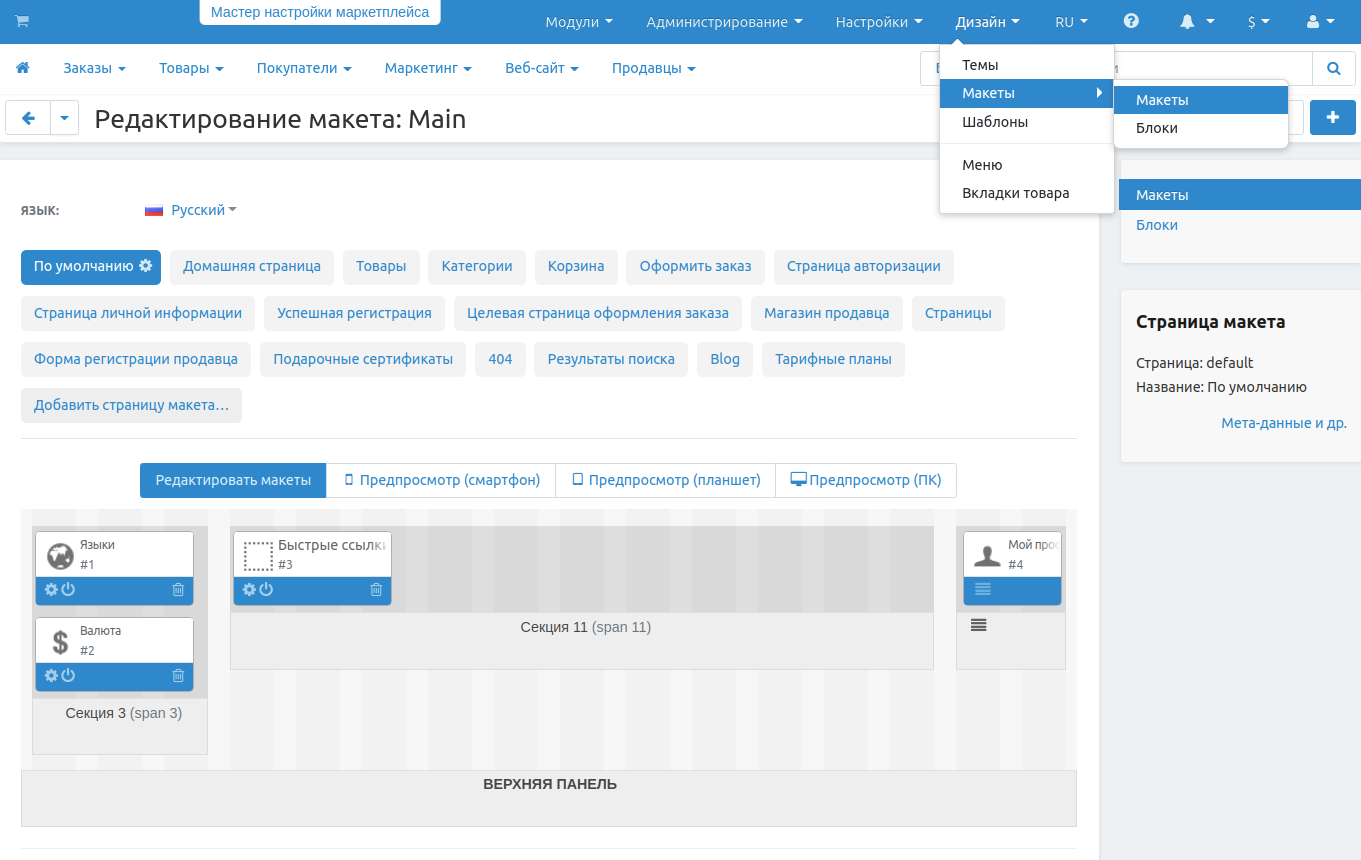 Мастер настройки маркетплейса
Модули Администрирование Настройки Дизайн RU $
Заказы Товары Покупатели Маркетинг Веб-сайт Продавцы
Редактирование макета: Main
Темы
Макеты
Шаблоны
Меню
Вкладки товара
Макеты
Блоки
Макеты
Блоки
ЯЗЫК: Русский
По умолчанию Домашняя страница Товары Категории Корзина Оформить заказ Страница авторизации
Страница личной информации Успешная регистрация Целевая страница оформления заказа Магазин продавца Страницы
Форма регистрации продавца Подарочные сертификаты 404 Результаты поиска Blog Тарифные планы
Добавить страницу макета…
Страница макета
Страница: default
Название: По умолчанию
Мета-данные и др.
Редактировать макеты Предпросмотр (смартфон) Предпросмотр (планшет) Предпросмотр (ПК)
Языки
#1
Валюта
#2
Секция 3 (span 3)
Быстрые ссылки
#3
Секция 11 (span 11)
Мой про
#4
ВЕРХНЯЯ ПАНЕЛЬ